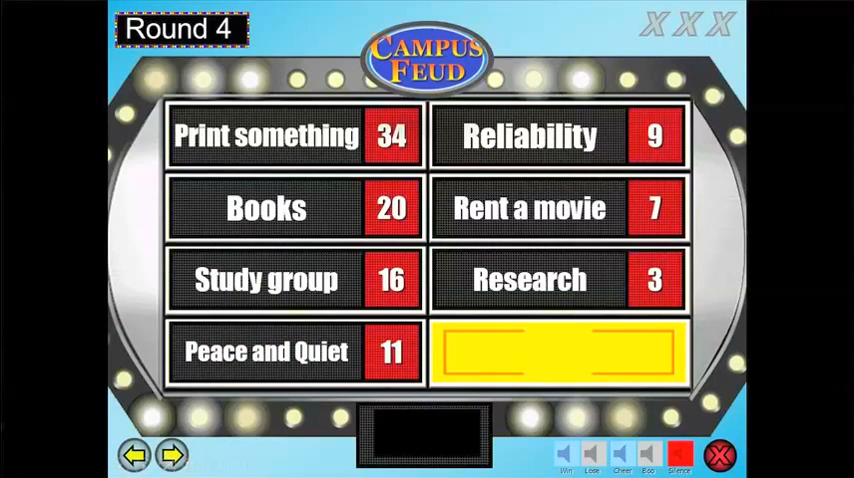 Round 4
X X X
CAMPUS
FEUD
Print something 34
Reliability 9
Books 20
Rent a movie 7
Study group 16
Research 3
Peace and Quiet 11
Win
Lose
Cheer
Boo
Silence
X